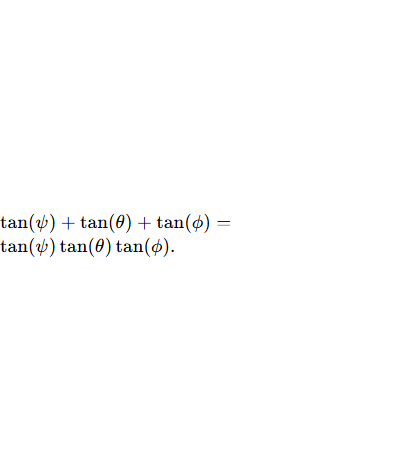 tan(ψ) + tan(θ) + tan(ϕ) =
tan(ψ) tan(θ) tan(ϕ).